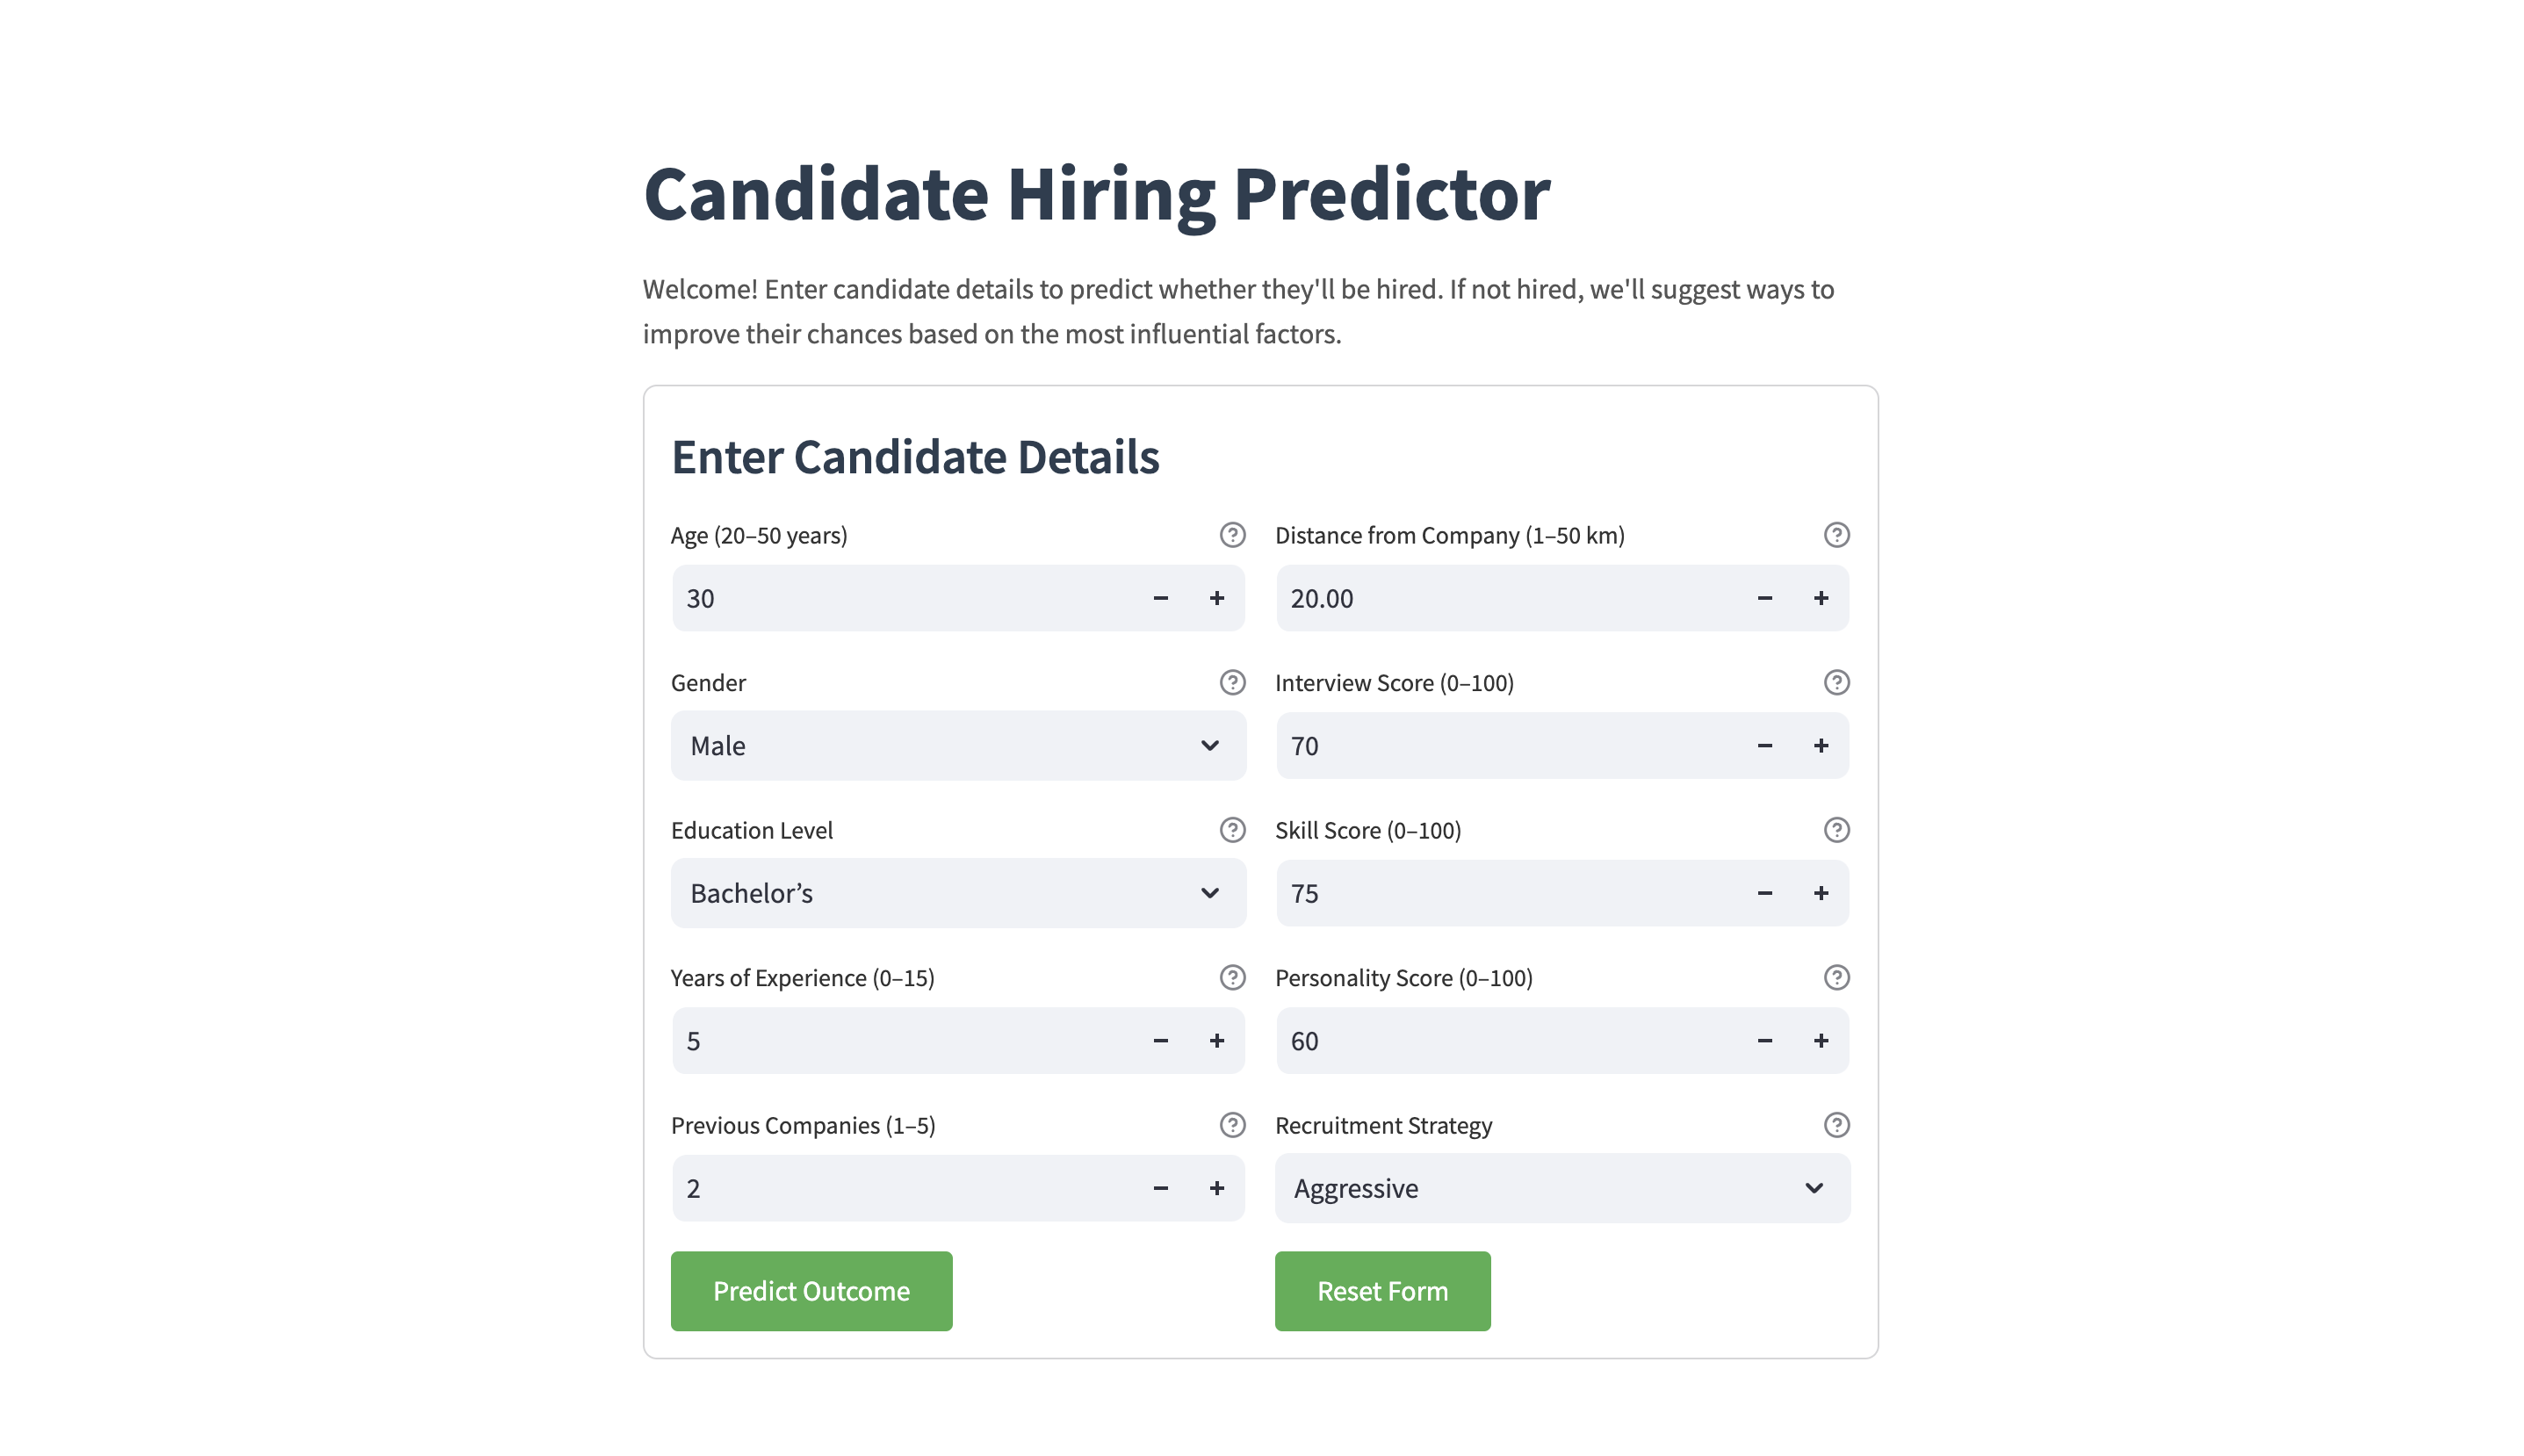 Candidate Hiring Predictor
Welcome! Enter candidate details to predict whether they'll be hired. If not hired, we'll suggest ways to
improve their chances based on the most influential factors.
Enter Candidate Details
Age (20–50 years)
30
Distance from Company (1–50 km)
20.00
Gender
Male
Interview Score (0–100)
70
Education Level
Bachelor’s
Skill Score (0–100)
75
Years of Experience (0–15)
5
Personality Score (0–100)
60
Previous Companies (1–5)
2
Recruitment Strategy
Aggressive
Predict Outcome
Reset Form